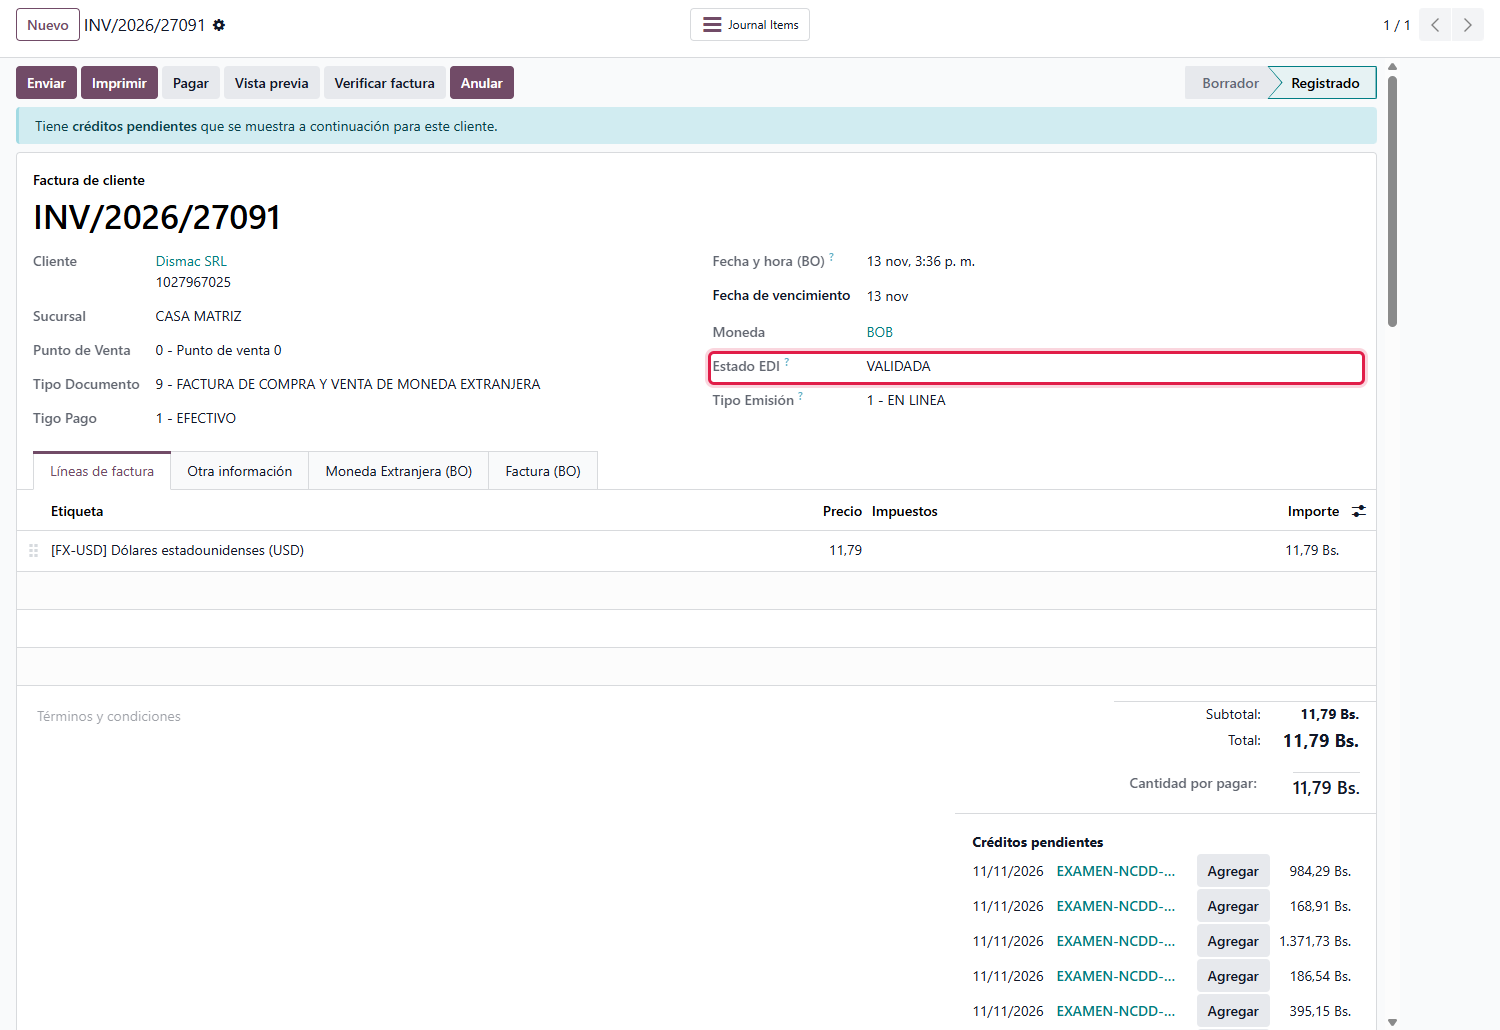 Nuevo INV/2026/27091 Journal Items 1 / 1
Enviar Imprimir Pagar Vista previa Verificar factura Anular Borrador Registrado
Tiene créditos pendientes que se muestra a continuación para este cliente.
Factura de cliente
INV/2026/27091
Cliente Dismac SRL
1027967025
Sucursal CASA MATRIZ
Punto de Venta 0 - Punto de venta 0
Tipo Documento 9 - FACTURA DE COMPRA Y VENTA DE MONEDA EXTRANJERA
Tigo Pago 1 - EFECTIVO
Fecha y hora (BO) ? 13 nov, 3:36 p. m.
Fecha de vencimiento 13 nov
Moneda BOB
Estado EDI ? VALIDADA
Tipo Emisión ? 1 - EN LINEA
Líneas de factura Otra información Moneda Extranjera (BO) Factura (BO)
Etiqueta Precio Impuestos Importe
[FX-USD] Dólares estadounidenses (USD) 11,79 11,79 Bs.
Términos y condiciones
Subtotal: 11,79 Bs.
Total: 11,79 Bs.
Cantidad por pagar: 11,79 Bs.
Créditos pendientes
11/11/2026 EXAMEN-NCDD-... Agregar 984,29 Bs.
11/11/2026 EXAMEN-NCDD-... Agregar 168,91 Bs.
11/11/2026 EXAMEN-NCDD-... Agregar 1.371,73 Bs.
11/11/2026 EXAMEN-NCDD-... Agregar 186,54 Bs.
11/11/2026 EXAMEN-NCDD-... Agregar 395,15 Bs.